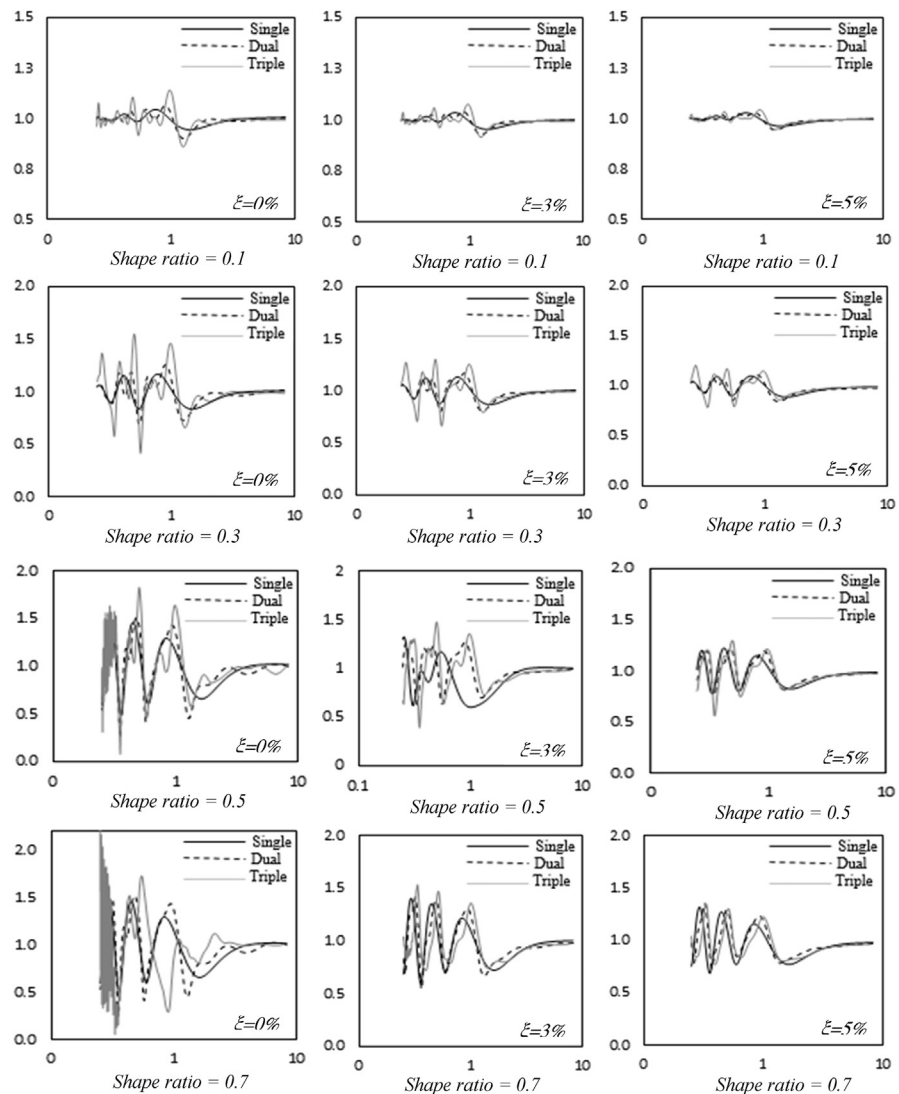 1.5
1.3
1.0
0.8
0.5
Single
Dual
Triple
ξ=0%
0 1 10
Shape ratio = 0.1
1.5
1.3
1.0
0.8
0.5
Single
Dual
Triple
ξ=3%
0 1 10
Shape ratio = 0.1
1.5
1.3
1.0
0.8
0.5
Single
Dual
Triple
ξ=5%
0 1 10
Shape ratio = 0.1
2.0
1.5
1.0
0.5
0.0
Single
Dual
Triple
ξ=0%
0 1 10
Shape ratio = 0.3
2.0
1.5
1.0
0.5
0.0
Single
Dual
Triple
ξ=3%
0 1 10
Shape ratio = 0.3
2.0
1.5
1.0
0.5
0.0
Single
Dual
Triple
ξ=5%
0 1 10
Shape ratio = 0.3
2.0
1.5
1.0
0.5
0.0
Single
Dual
Triple
ξ=0%
0 1 10
Shape ratio = 0.5
2
1.5
1
0.5
0
Single
Dual
Triple
ξ=3%
0.1 1 10
Shape ratio = 0.5
2.0
1.5
1.0
0.5
0.0
Single
Dual
Triple
ξ=5%
0 1 10
Shape ratio = 0.5
2.0
1.5
1.0
0.5
0.0
Single
Dual
Triple
ξ=0%
0 1 10
Shape ratio = 0.7
2.0
1.5
1.0
0.5
0.0
Single
Dual
Triple
ξ=3%
0 1 10
Shape ratio = 0.7
2.0
1.5
1.0
0.5
0.0
Single
Dual
Triple
ξ=5%
0 1 10
Shape ratio = 0.7